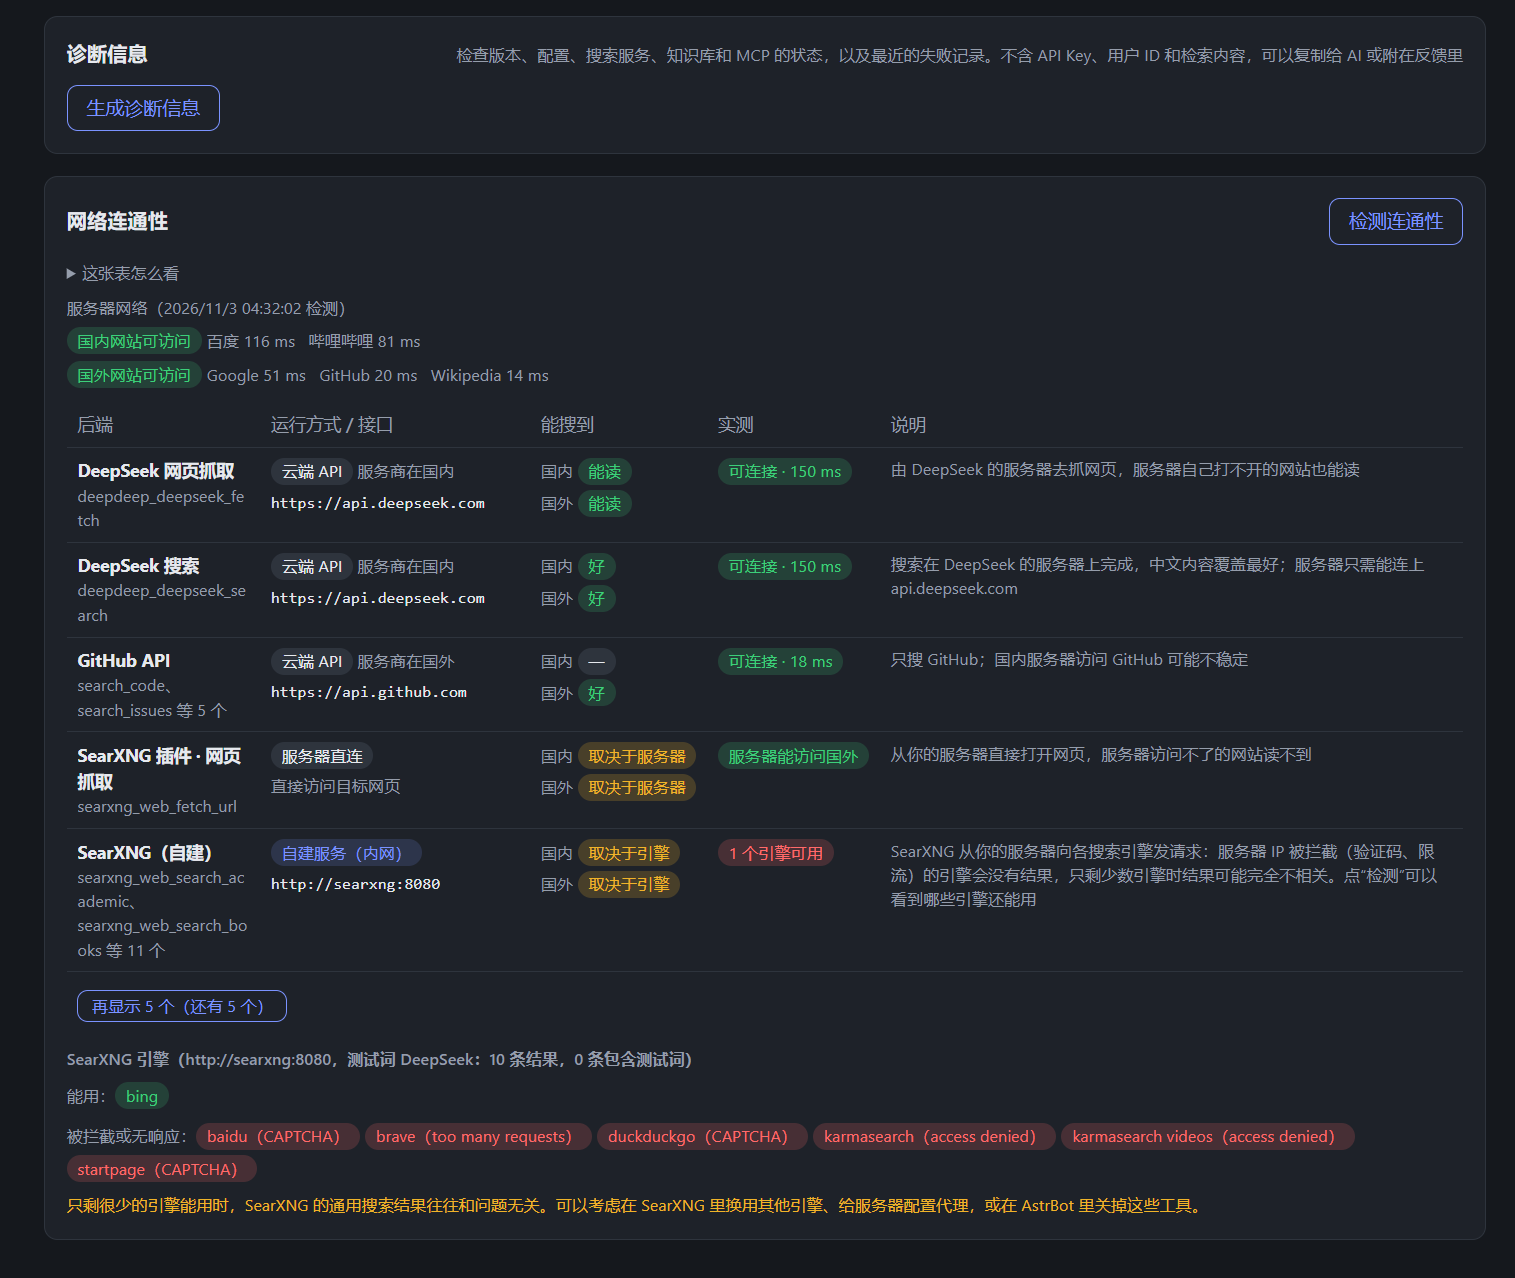 诊断信息
检查版本、配置、搜索服务、知识库和 MCP 的状态，以及最近的失败记录。不含 API Key、用户 ID 和检索内容，可以复制给 AI 或附在反馈里
生成诊断信息
网络连通性
检测连通性
▶ 这张表怎么看
服务器网络（2026/11/3 04:32:02 检测）
国内网站可访问 百度 116 ms 哔哩哔哩 81 ms
国外网站可访问 Google 51 ms GitHub 20 ms Wikipedia 14 ms
后端 运行方式 / 接口 能搜到 实测 说明
DeepSeek 网页抓取
deepdeep_deepseek_fe
tch
云端 API 服务商在国内
https://api.deepseek.com
国内 能读
国外 能读
可连接 · 150 ms
由 DeepSeek 的服务器去抓网页，服务器自己打不开的网站也能读
DeepSeek 搜索
deepdeep_deepseek_se
arch
云端 API 服务商在国内
https://api.deepseek.com
国内 好
国外 好
可连接 · 150 ms
搜索在 DeepSeek 的服务器上完成，中文内容覆盖最好；服务器只需能连上
api.deepseek.com
GitHub API
search_code、
search_issues 等 5 个
云端 API 服务商在国外
https://api.github.com
国内 —
国外 好
可连接 · 18 ms
只搜 GitHub；国内服务器访问 GitHub 可能不稳定
SearXNG 插件 · 网页
抓取
searxng_web_fetch_url
服务器直连
直接访问目标网页
国内 取决于服务器
国外 取决于服务器
服务器能访问国外
从你的服务器直接打开网页，服务器访问不了的网站读不到
SearXNG（自建）
searxng_web_search_ac
ademic、
searxng_web_search_bo
oks 等 11 个
自建服务（内网）
http://searxng:8080
国内 取决于引擎
国外 取决于引擎
1 个引擎可用
SearXNG 从你的服务器向各搜索引擎发请求：服务器 IP 被拦截（验证码、限
流）的引擎会没有结果，只剩少数引擎时结果可能完全不相关。点“检测”可以
看到哪些引擎还能用
再显示 5 个（还有 5 个）
SearXNG 引擎（http://searxng:8080，测试词 DeepSeek：10 条结果，0 条包含测试词）
能用： bing
被拦截或无响应： baidu（CAPTCHA） brave（too many requests） duckduckgo（CAPTCHA） karmasearch（access denied） karmasearch videos（access denied）
startpage（CAPTCHA）
只剩很少的引擎能用时，SearXNG 的通用搜索结果往往和问题无关。可以考虑在 SearXNG 里换用其他引擎、给服务器配置代理，或在 AstrBot 里关掉这些工具。